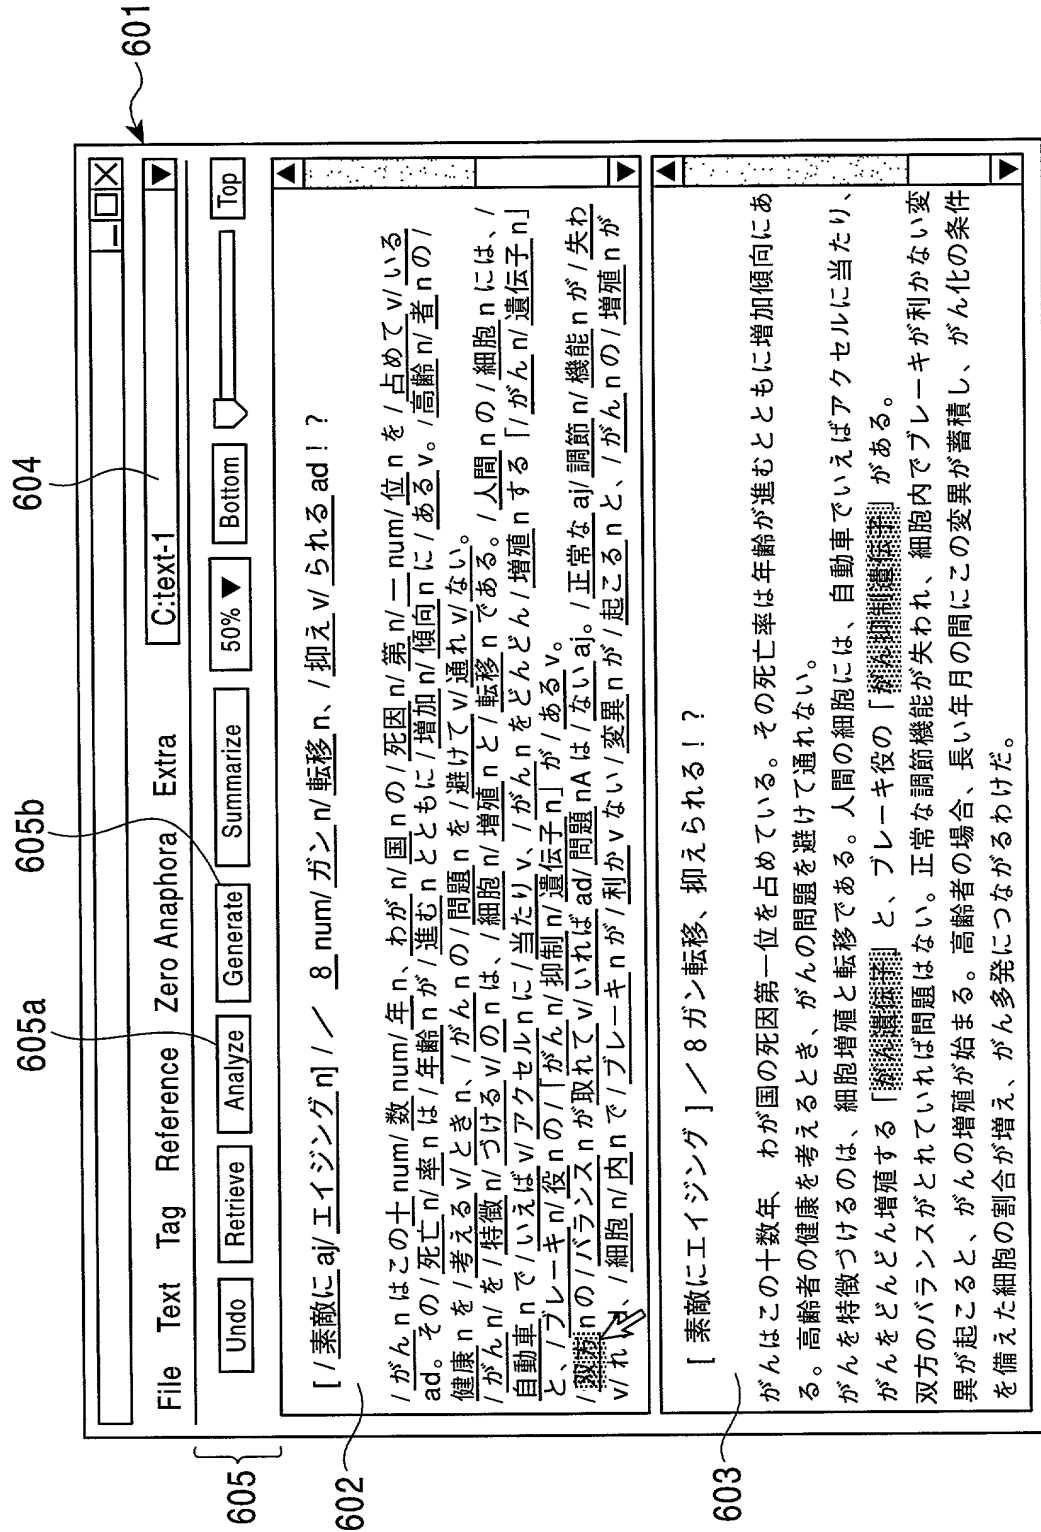 601
604
605b
605a
605
602
603
C:text-1
File Text Tag Reference Zero Anaphora Extra
Undo Retrieve Analyze Generate Summarize 50% ▼ Bottom Top
[ /素敵に aj/エイジング n] / ／ 8 num/ガン n/転移 n、/抑え v/られる ad！？
/がん n はこの十 num/数 num/年 n、わが n/国 n の /死因 n/第 n/一 num/位 n を /占めて v/いる
ad。その /死亡 n/率 n は /年齢 n が /進む n とともに /増加 n/傾向 n に /ある v。/高齢 n/者 n の /
健康 n を /考える v/とき n、/がん n の /問題 n を /避けて v/通れ v/ない。
/がん n/を /特徴 n/づける v/の n は、/細胞 n/増殖 n と /転移 n である。/人間 n の /細胞 n には、/
自動車 n で /いえば v/アクセル n に /当たり v、/がん n をどんどん /増殖 n する「/がん n/遺伝子 n」
と、/ブレーキ n/役 n の /「がん n/抑制 n/遺伝子 n」が /ある v。
/双方 n の /バランス n が取れて v/いれば ad/問題 nA は /ない aj。/正常な aj/調節 n/機能 n が /失わ
v/れ 、/細胞 n/内 n で /ブレーキ n が /利か v ない /変異 n が /起こる n と、/がん n の /増殖 n が
[ 素敵にエイジング ] ／ 8 ガン転移、抑えられる！？
がんはこの十数年、 わが国の死因第一位を占めている。その死亡率は年齢が進むとともに増加傾向にあ
る。高齢者の健康を考えるとき、がんの問題を避けて通れない。
がんを特徴づけるのは、細胞増殖と転移である。人間の細胞には、自動車でいえばアクセルに当たり、
がんをどんどん増殖する「がん遺伝子」と、ブレーキ役の「がん抑制遺伝子」がある。
双方のバランスがとれていれば問題はない。正常な調節機能が失われ、細胞内でブレーキが利かない変
異が起こると、がんの増殖が始まる。高齢者の場合、長い年月の間にこの変異が蓄積し、がん化の条件
を備えた細胞の割合が増え、がん多発につながるわけだ。